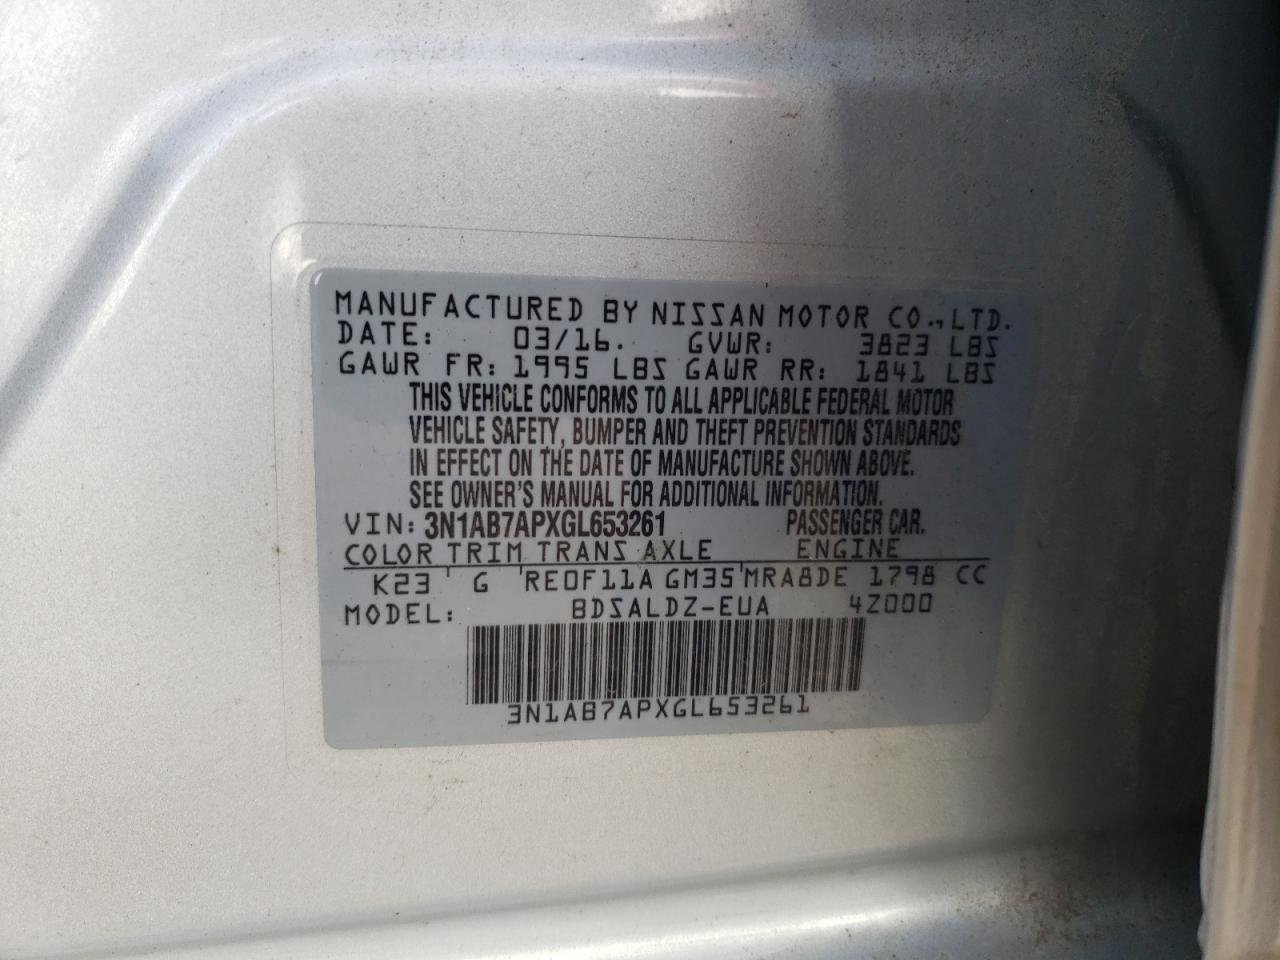 MANUFACTURED BY NISSAN MOTOR CO.,LTD.
DATE: 03/16. GVWR: 3823 LBS
GAWR FR: 1995 LBS GAWR RR: 1841 LBS
THIS VEHICLE CONFORMS TO ALL APPLICABLE FEDERAL MOTOR
VEHICLE SAFETY, BUMPER AND THEFT PREVENTION STANDARDS
IN EFFECT ON THE DATE OF MANUFACTURE SHOWN ABOVE.
SEE OWNER'S MANUAL FOR ADDITIONAL INFORMATION.
VIN: 3N1AB7APXGL653261 PASSENGER CAR.
COLOR TRIM TRANS AXLE ENGINE
K23 ' G ' RE0F11A GM35 ' MRA8DE 1798 CC
MODEL: BDSALDZ-EUA 4Z000
3N1AB7APXGL653261